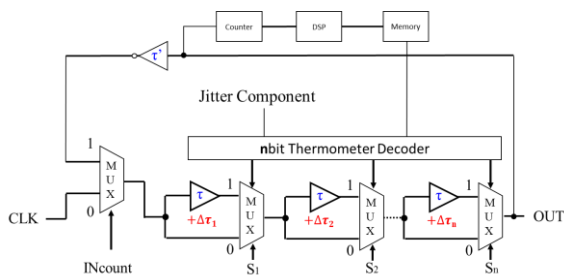 Counter
DSP
Memory
τ'
Jitter Component
nbit Thermometer Decoder
1
MUX
0
CLK
INcount
τ
+Δτ1
1
MUX
0
S1
τ
+Δτ2
1
MUX
0
S2
τ
+Δτn
1
MUX
0
Sn
OUT